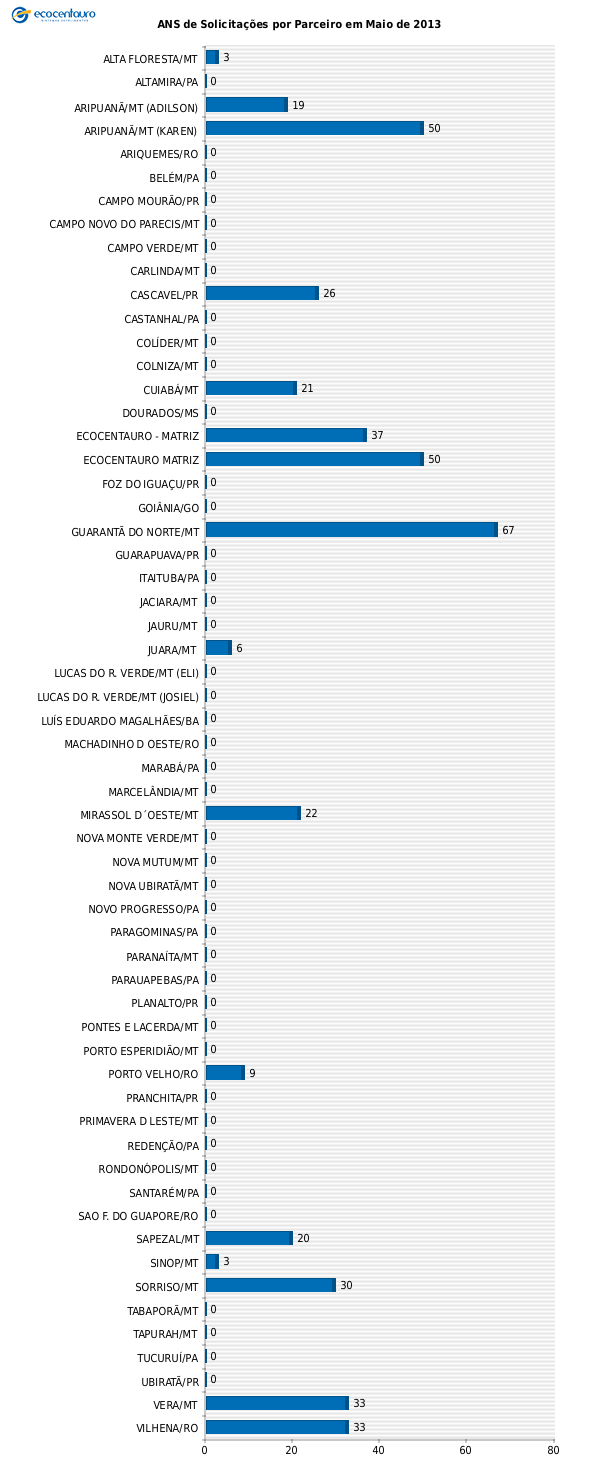 ecocentauro
ANS de Solicitações por Parceiro em Maio de 2013
ALTA FLORESTA/MT 3
ALTAMIRA/PA 0
ARIPUANÃ/MT (ADILSON) 19
ARIPUANÃ/MT (KAREN) 50
ARIQUEMES/RO 0
BELÉM/PA 0
CAMPO MOURÃO/PR 0
CAMPO NOVO DO PARECIS/MT 0
CAMPO VERDE/MT 0
CARLINDA/MT 0
CASCAVEL/PR 26
CASTANHAL/PA 0
COLÍDER/MT 0
COLNIZA/MT 0
CUIABÁ/MT 21
DOURADOS/MS 0
ECOCENTAURO - MATRIZ 37
ECOCENTAURO MATRIZ 50
FOZ DO IGUAÇU/PR 0
GOIÂNIA/GO 0
GUARANTÃ DO NORTE/MT 67
GUARAPUAVA/PR 0
ITAITUBA/PA 0
JACIARA/MT 0
JAURU/MT 0
JUARA/MT 6
LUCAS DO R. VERDE/MT (ELI) 0
LUCAS DO R. VERDE/MT (JOSIEL) 0
LUÍS EDUARDO MAGALHÃES/BA 0
MACHADINHO D OESTE/RO 0
MARABÁ/PA 0
MARCELÂNDIA/MT 0
MIRASSOL D´OESTE/MT 22
NOVA MONTE VERDE/MT 0
NOVA MUTUM/MT 0
NOVA UBIRATÃ/MT 0
NOVO PROGRESSO/PA 0
PARAGOMINAS/PA 0
PARANAÍTA/MT 0
PARAUAPEBAS/PA 0
PLANALTO/PR 0
PONTES E LACERDA/MT 0
PORTO ESPERIDIÃO/MT 0
PORTO VELHO/RO 9
PRANCHITA/PR 0
PRIMAVERA D LESTE/MT 0
REDENÇÃO/PA 0
RONDONÓPOLIS/MT 0
SANTARÉM/PA 0
SAO F. DO GUAPORE/RO 0
SAPEZAL/MT 20
SINOP/MT 3
SORRISO/MT 30
TABAPORÃ/MT 0
TAPURAH/MT 0
TUCURUÍ/PA 0
UBIRATÃ/PR 0
VERA/MT 33
VILHENA/RO 33
0 20 40 60 80